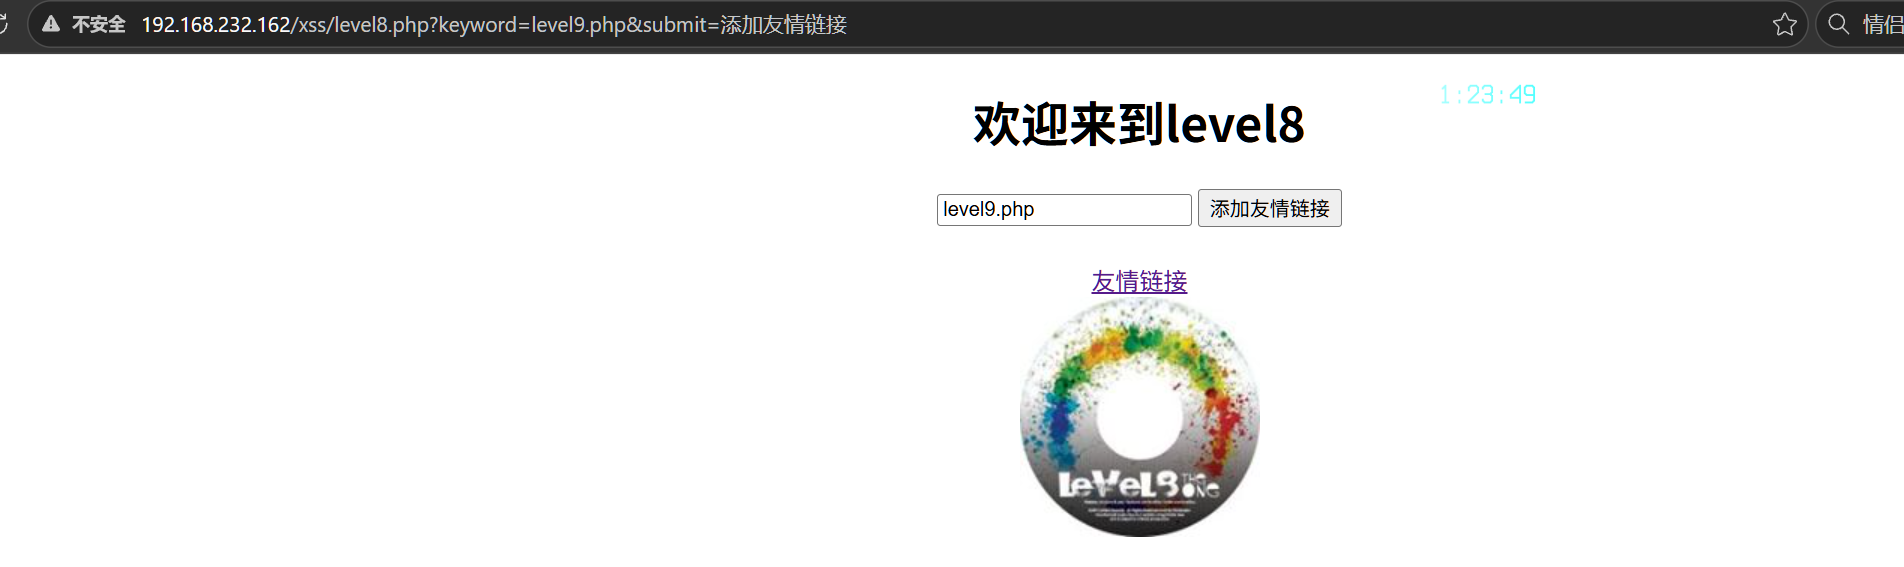 不安全 192.168.232.162/xss/level8.php?keyword=level9.php&submit=添加友情链接 情侣
1:23:49
欢迎来到level8
level9.php 添加友情链接
友情链接
LeVeL8 THE ONG